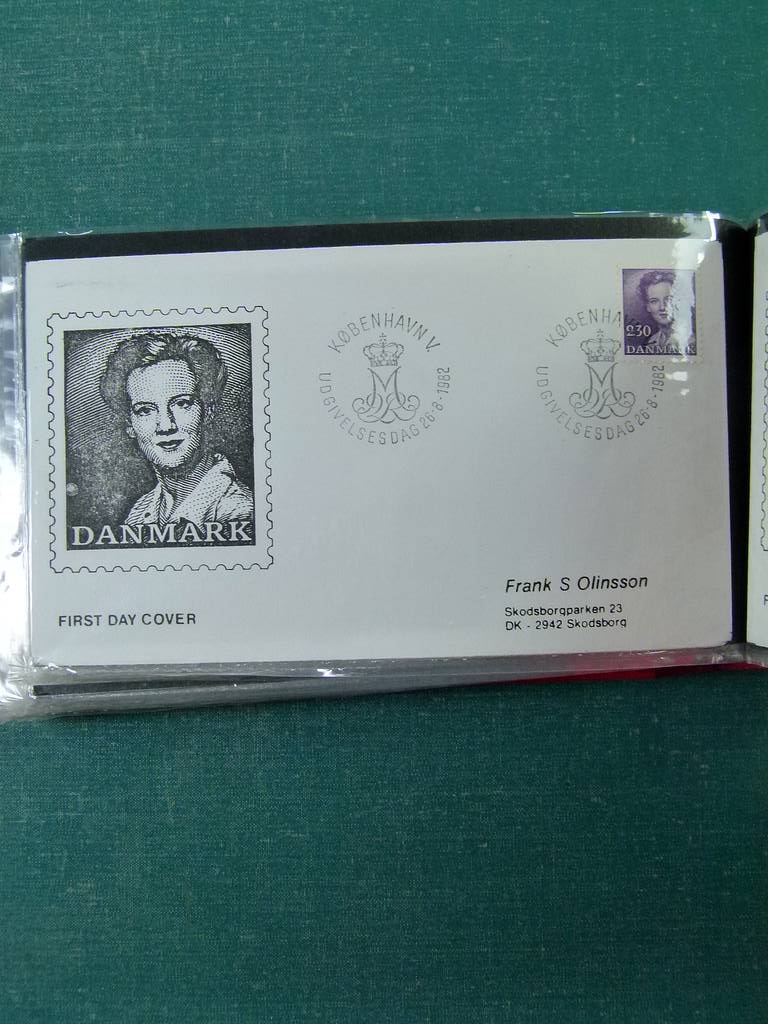 KØBENHAVN V.
UDGIVELSESDAG 26-8-1982
KØBENHAV
UDGIVELSESDAG 26-8-1982
230
DANMARK
DANMARK
FIRST DAY COVER
Frank S Olinsson
Skodsborgparken 23
DK - 2942 Skodsborg